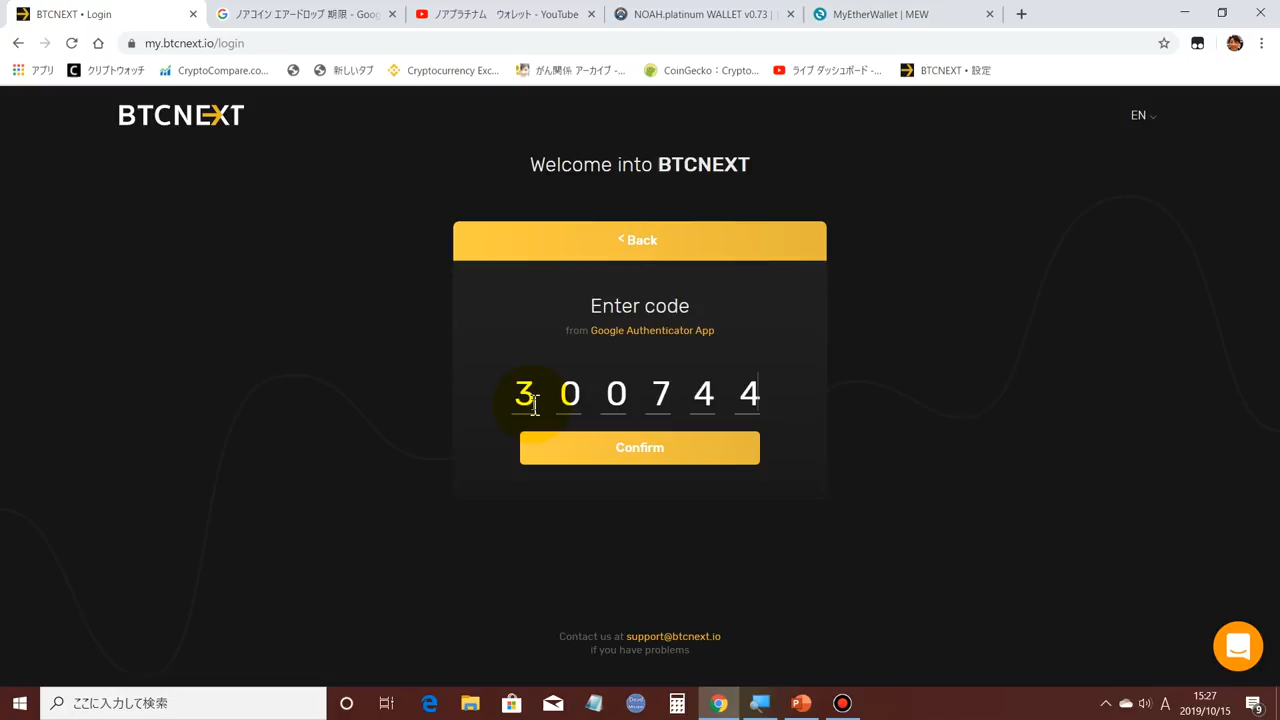 BTCNEXT • Login
ノアコイン エアードロップ 期限 - Goo
ノアプラチナム ウォレット - YouTube
NOAH.platinum WALLET v0.73 |
MyEtherWallet | MEW
my.btcnext.io/login
アプリ
クリプトウォッチ
CryptoCompare.co...
新しいタブ
Cryptocurrency Exc...
がん関係 アーカイブ - ...
CoinGecko：Crypto...
ライブ ダッシュボード - ...
BTCNEXT • 設定
BTCNEXT
EN
Welcome into BTCNEXT
< Back
Enter code
from Google Authenticator App
3 0 0 7 4 4
Confirm
Contact us at support@btcnext.io
if you have problems
ここに入力して検索
A
15:27
2019/10/15
9